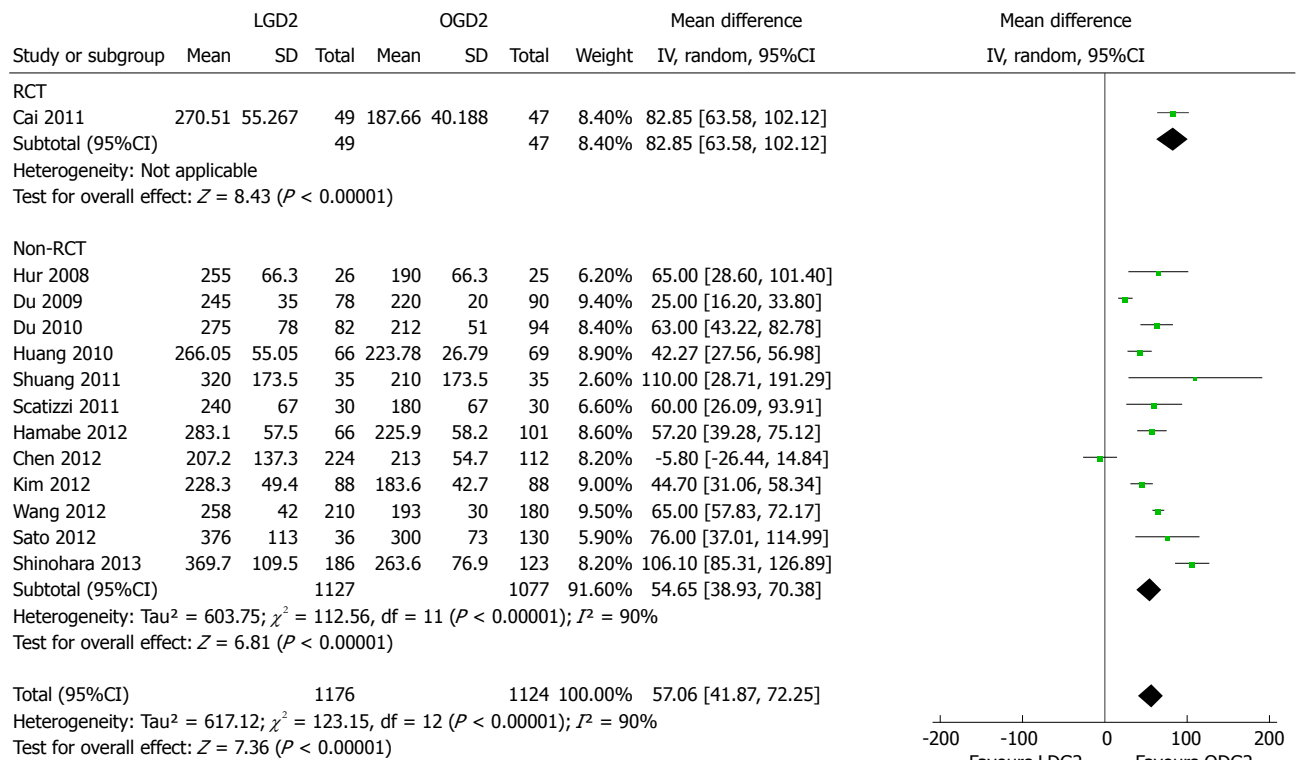 LGD2 OGD2 Mean difference Mean difference
Study or subgroup Mean SD Total Mean SD Total Weight IV, random, 95%CI IV, random, 95%CI
RCT
Cai 2011 270.51 55.267 49 187.66 40.188 47 8.40% 82.85 [63.58, 102.12]
Subtotal (95%CI) 49 47 8.40% 82.85 [63.58, 102.12]
Heterogeneity: Not applicable
Test for overall effect: Z = 8.43 (P < 0.00001)
Non-RCT
Hur 2008 255 66.3 26 190 66.3 25 6.20% 65.00 [28.60, 101.40]
Du 2009 245 35 78 220 20 90 9.40% 25.00 [16.20, 33.80]
Du 2010 275 78 82 212 51 94 8.40% 63.00 [43.22, 82.78]
Huang 2010 266.05 55.05 66 223.78 26.79 69 8.90% 42.27 [27.56, 56.98]
Shuang 2011 320 173.5 35 210 173.5 35 2.60% 110.00 [28.71, 191.29]
Scatizzi 2011 240 67 30 180 67 30 6.60% 60.00 [26.09, 93.91]
Hamabe 2012 283.1 57.5 66 225.9 58.2 101 8.60% 57.20 [39.28, 75.12]
Chen 2012 207.2 137.3 224 213 54.7 112 8.20% -5.80 [-26.44, 14.84]
Kim 2012 228.3 49.4 88 183.6 42.7 88 9.00% 44.70 [31.06, 58.34]
Wang 2012 258 42 210 193 30 180 9.50% 65.00 [57.83, 72.17]
Sato 2012 376 113 36 300 73 130 5.90% 76.00 [37.01, 114.99]
Shinohara 2013 369.7 109.5 186 263.6 76.9 123 8.20% 106.10 [85.31, 126.89]
Subtotal (95%CI) 1127 1077 91.60% 54.65 [38.93, 70.38]
Heterogeneity: Tau² = 603.75; χ² = 112.56, df = 11 (P < 0.00001); I² = 90%
Test for overall effect: Z = 6.81 (P < 0.00001)
Total (95%CI) 1176 1124 100.00% 57.06 [41.87, 72.25]
Heterogeneity: Tau² = 617.12; χ² = 123.15, df = 12 (P < 0.00001); I² = 90%
Test for overall effect: Z = 7.36 (P < 0.00001)
-200 -100 0 100 200